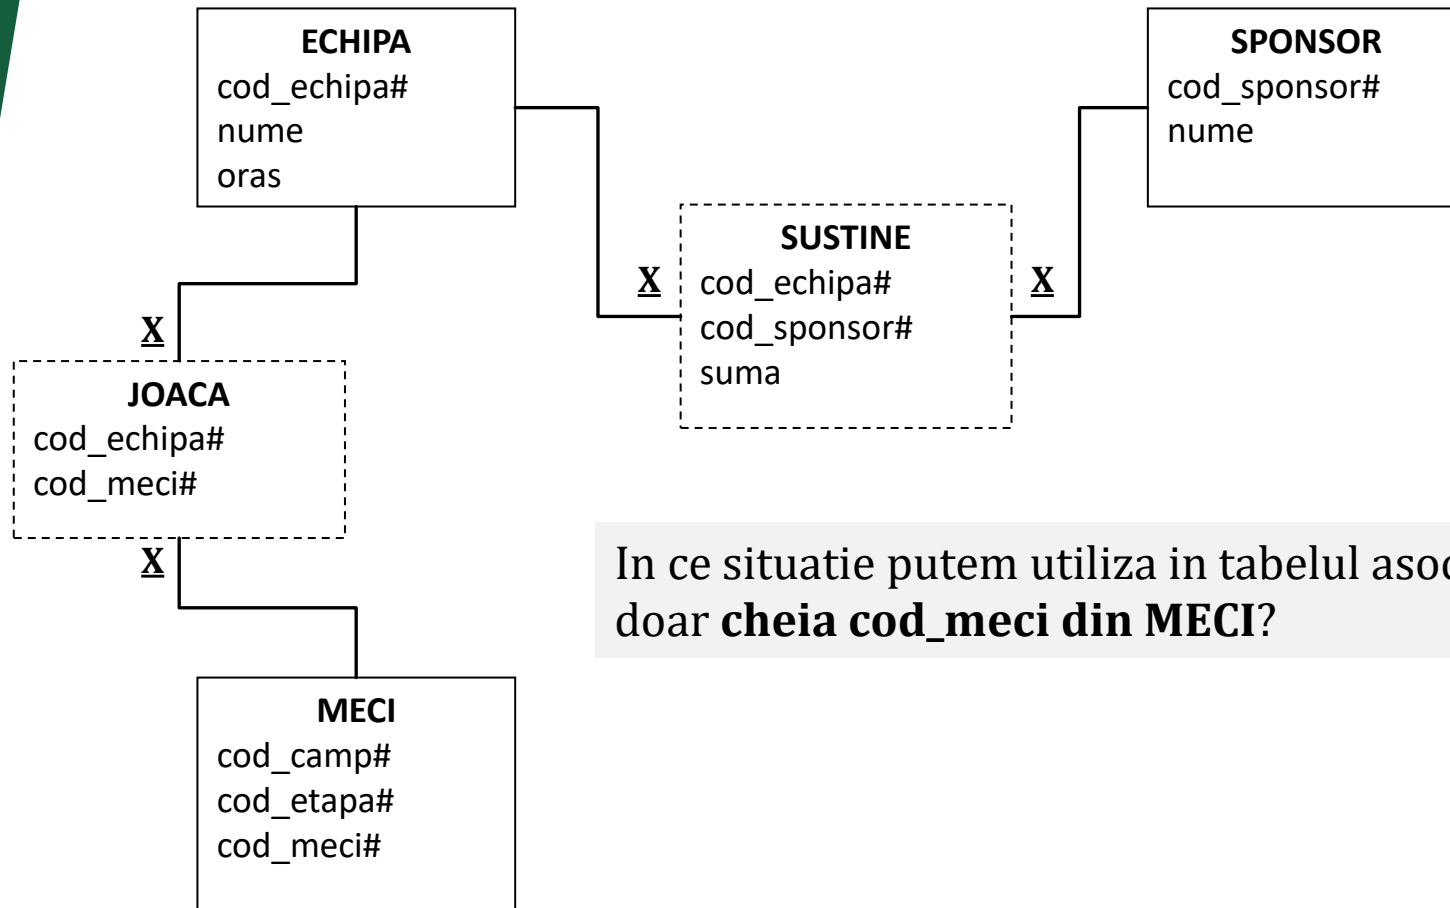 ECHIPA
cod_echipa#
nume
oras
SPONSOR
cod_sponsor#
nume
SUSTINE
cod_echipa#
cod_sponsor#
suma
X
X
X
JOACA
cod_echipa#
cod_meci#
X
In ce situatie putem utiliza in tabelul
doar cheia cod_meci din MECI?
MECI
cod_camp#
cod_etapa#
cod_meci#